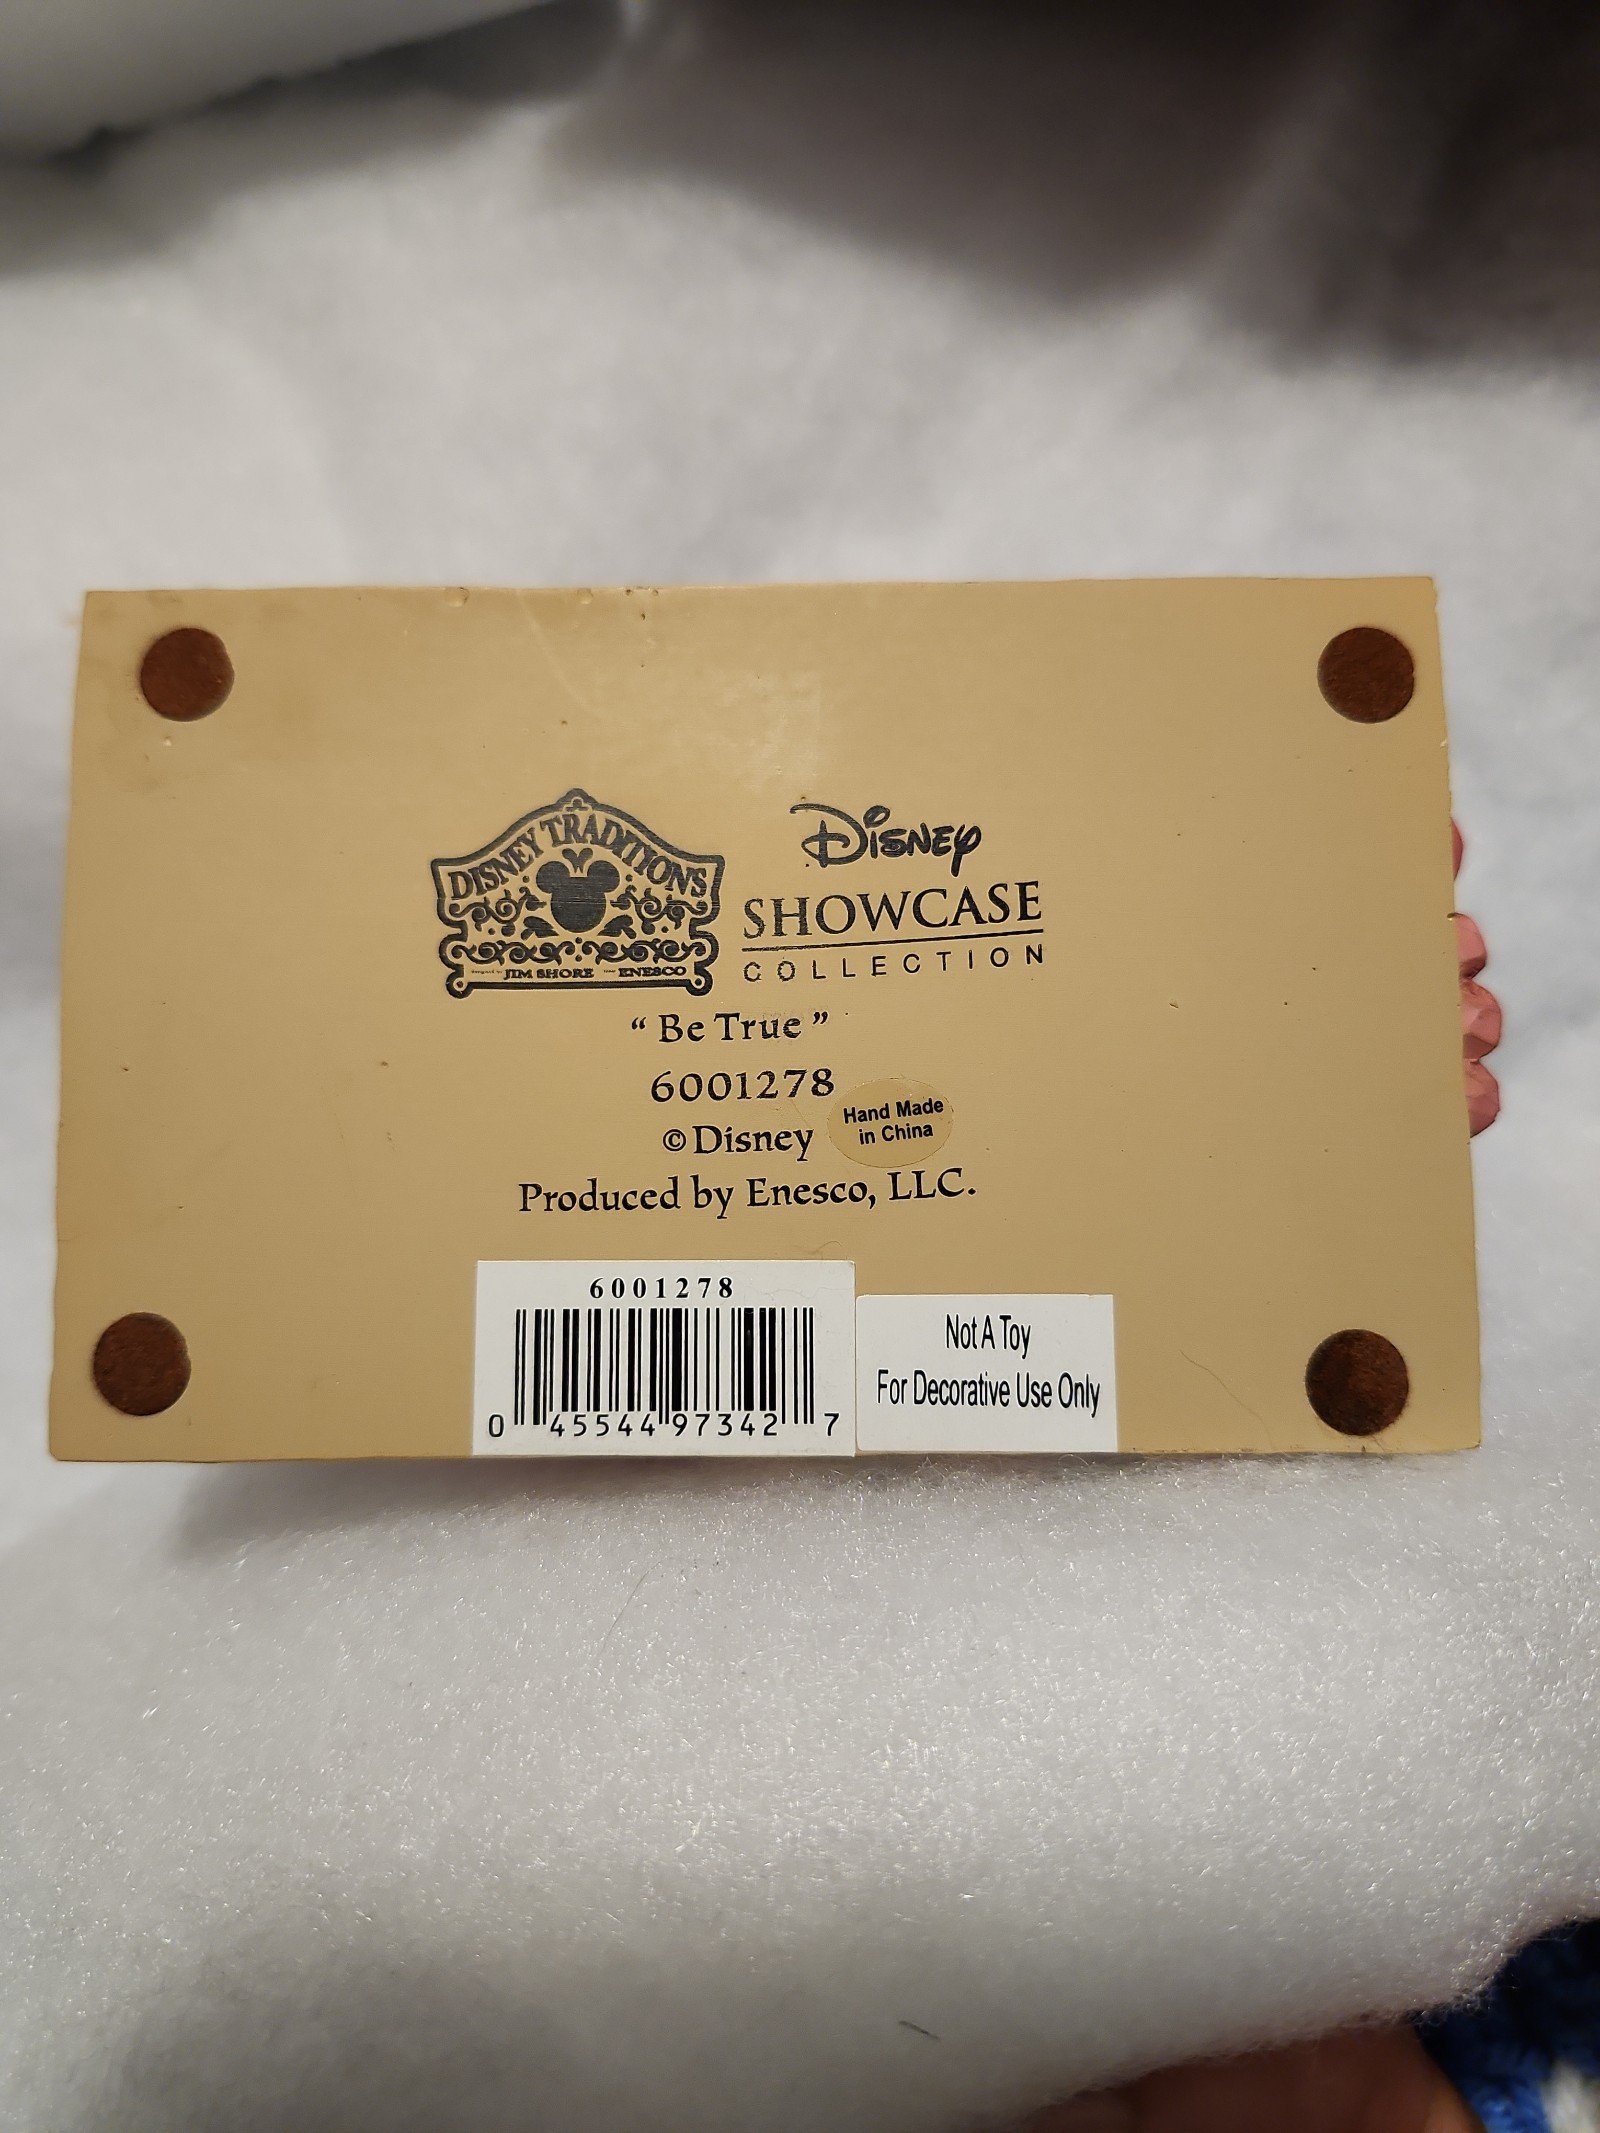 DISNEY TRADITIONS
JIM SHORE ENESCO
Disney
SHOWCASE
COLLECTION
“ Be True ”
6001278
© Disney
Hand Made
in China
Produced by Enesco, LLC.
6001278
0 45544 97342 7
Not A Toy
For Decorative Use Only